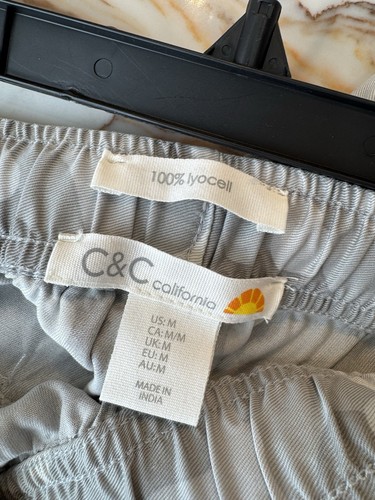 100% lyocell
C&C california
US: M
CA: M/M
UK: M
EU: M
AU: M
MADE IN
INDIA